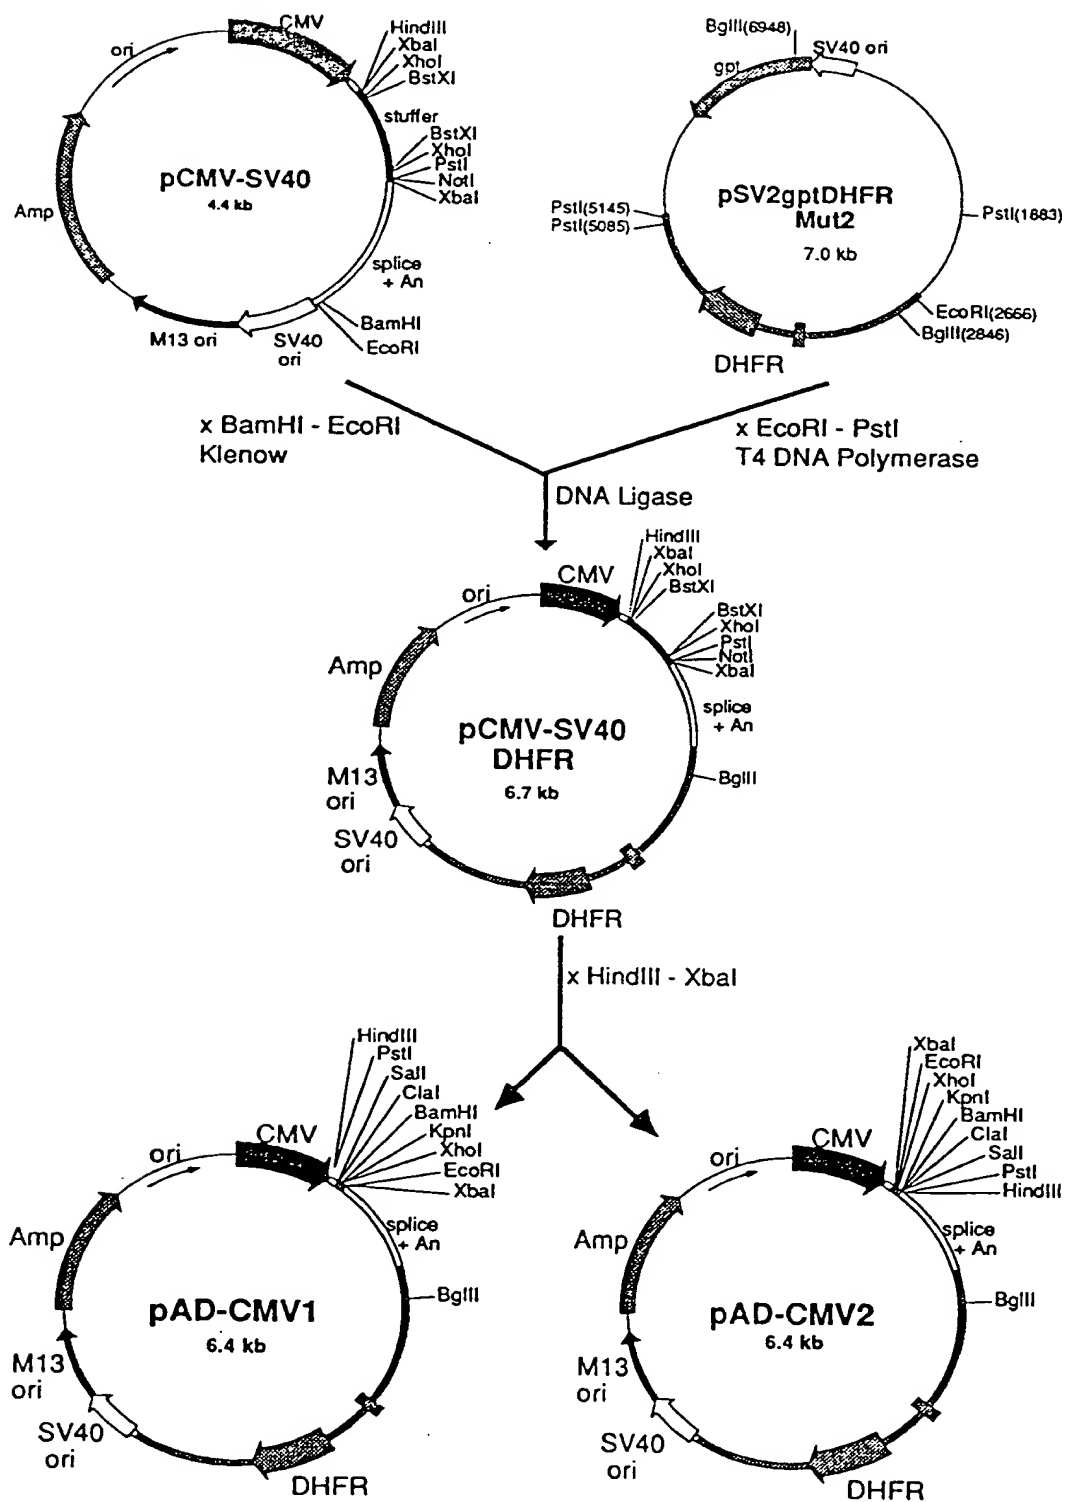 CMV
ori
HindIII
XbaI
XhoI
BstXI
stuffer
BstXI
XhoI
PstI
NotI
XbaI
pCMV-SV40
4.4 kb
Amp
splice
+ An
BamHI
EcoRI
M13 ori
SV40
ori
BglII(6948)
SV40 ori
gpt
pSV2gptDHFR
Mut2
7.0 kb
PstI(5145)
PstI(5085)
PstI(1883)
EcoRI(2666)
BglII(2846)
DHFR
x BamHI - EcoRI
Klenow
x EcoRI - PstI
T4 DNA Polymerase
DNA Ligase
HindIII
XbaI
XhoI
BstXI
CMV
ori
BstXI
XhoI
PstI
NotI
XbaI
Amp
splice
+ An
pCMV-SV40
DHFR
6.7 kb
BglII
M13
ori
SV40
ori
DHFR
x HindIII - XbaI
HindIII
PstI
SalI
ClaI
BamHI
KpnI
XhoI
EcoRI
XbaI
CMV
ori
Amp
splice
+ An
pAD-CMV1
6.4 kb
BglII
M13
ori
SV40
ori
DHFR
XbaI
EcoRI
XhoI
KpnI
BamHI
ClaI
SalI
PstI
HindIII
CMV
ori
Amp
splice
+ An
pAD-CMV2
6.4 kb
BglII
M13
ori
SV40
ori
DHFR